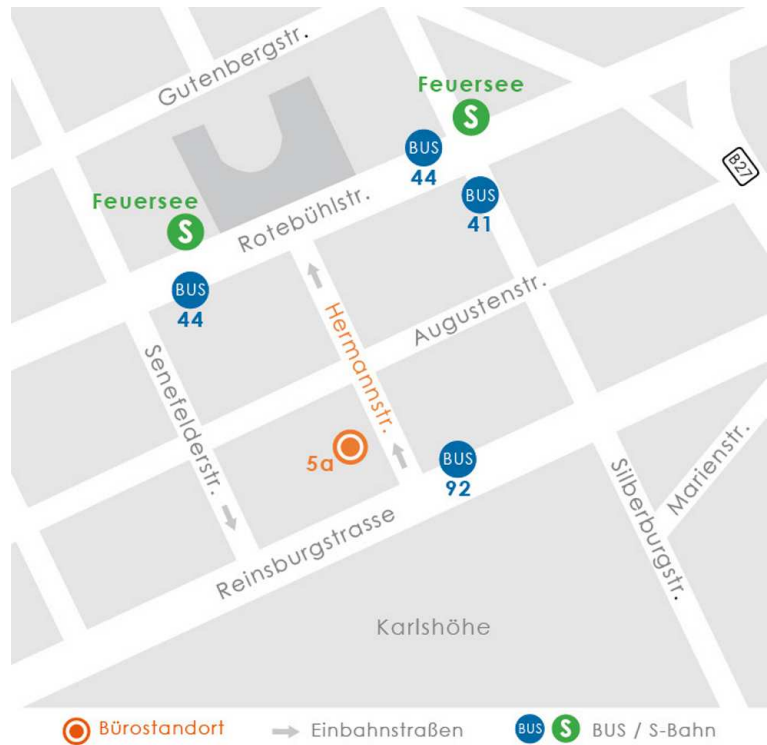 Gutenbergstr.
Feuersee
S
BUS
44
B27
Feuersee
S
Rotebühlstr.
BUS
41
BUS
44
Augustenstr.
Hermannstr.
Senefelderstr.
5a
BUS
92
Marienstr.
Silberburgstr.
Reinsburgstrasse
Karlshöhe
Bürostandort
Einbahnstraßen
BUS S BUS / S-Bahn